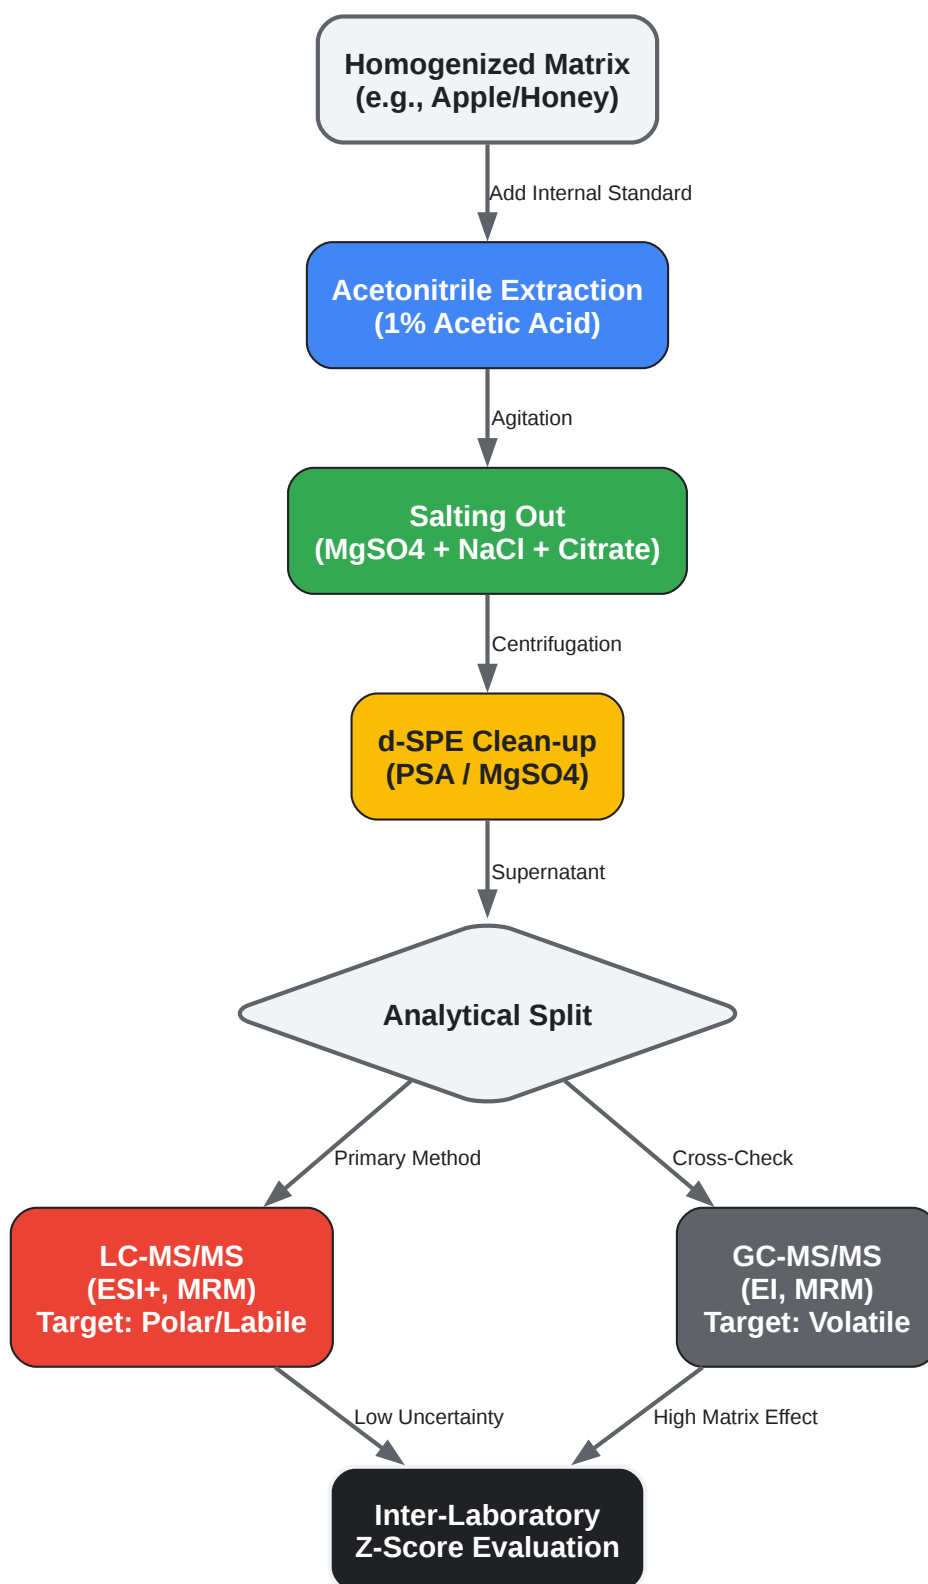 Homogenized Matrix
(e.g., Apple/Honey)
Add Internal Standard
Acetonitrile Extraction
(1% Acetic Acid)
Agitation
Salting Out
(MgSO4 + NaCl + Citrate)
Centrifugation
d-SPE Clean-up
(PSA / MgSO4)
Supernatant
Analytical Split
Primary Method
Cross-Check
LC-MS/MS
(ESI+, MRM)
Target: Polar/Labile
GC-MS/MS
(EI, MRM)
Target: Volatile
Low Uncertainty
High Matrix Effect
Inter-Laboratory
Z-Score Evaluation